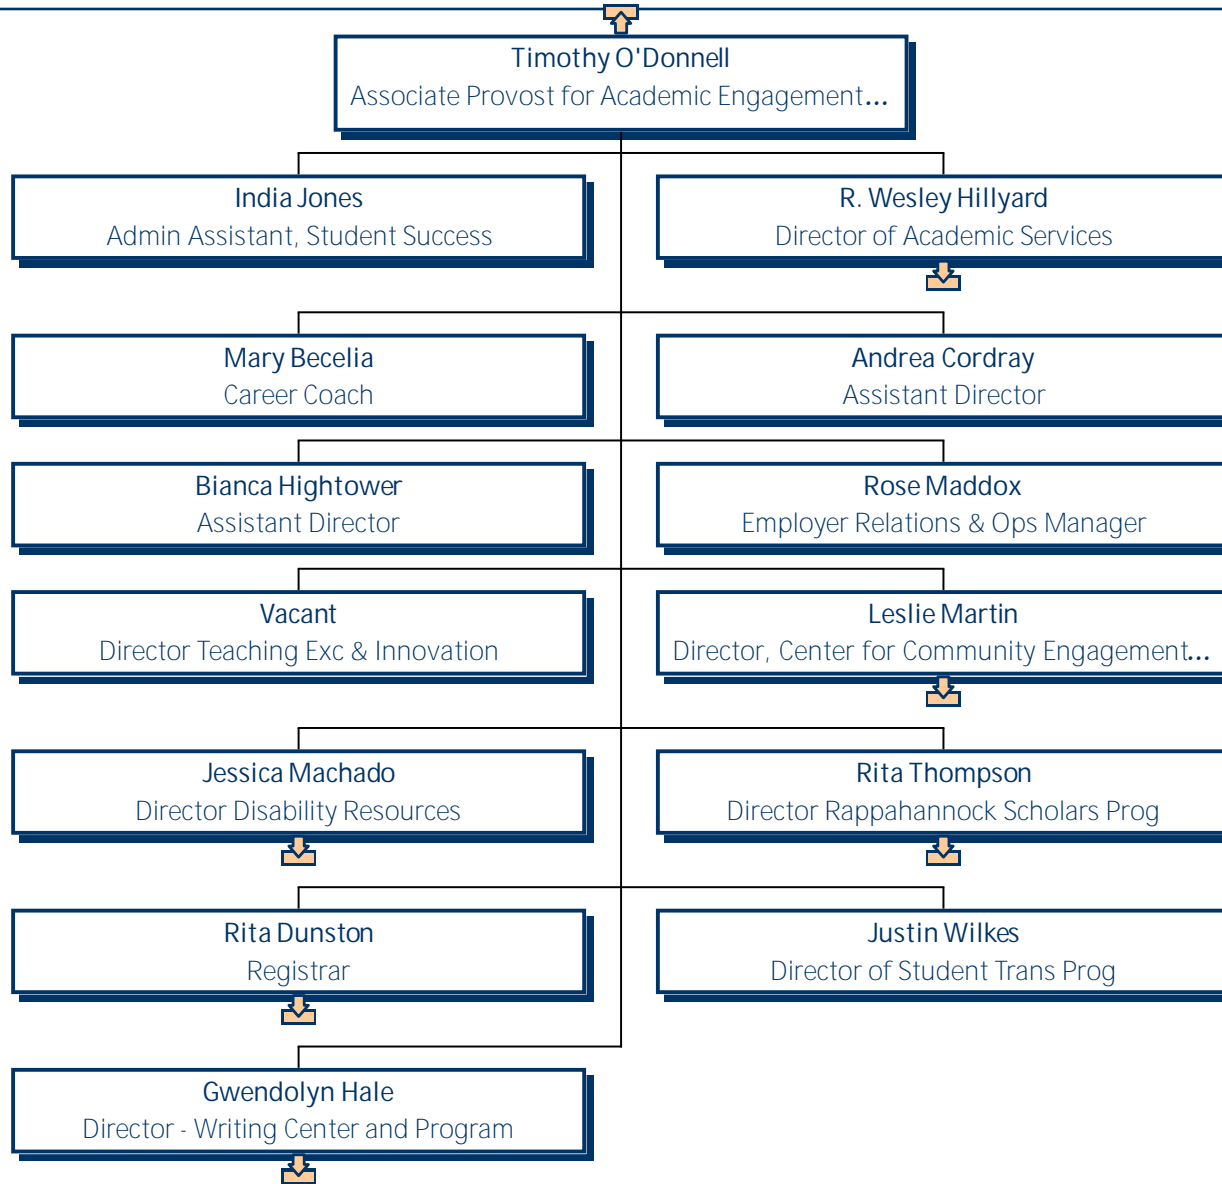 Timothy O'Donnell
Associate Provost for Academic Engagement...
India Jones
Admin Assistant, Student Success
R. Wesley Hillyard
Director of Academic Services
Mary Becelia
Career Coach
Andrea Cordray
Assistant Director
Bianca Hightower
Assistant Director
Rose Maddox
Employer Relations & Ops Manager
Vacant
Director Teaching Exc & Innovation
Leslie Martin
Director, Center for Community Engagement...
Jessica Machado
Director Disability Resources
Rita Thompson
Director Rappahannock Scholars Prog
Rita Dunston
Registrar
Justin Wilkes
Director of Student Trans Prog
Gwendolyn Hale
Director - Writing Center and Program